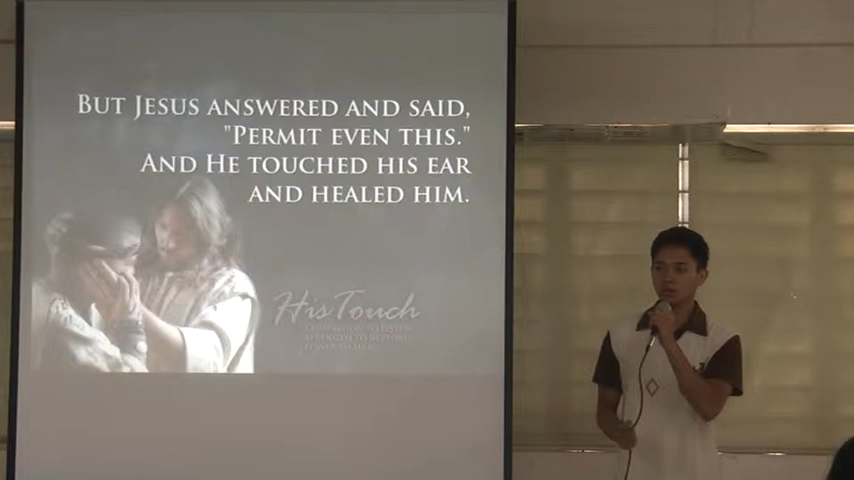 But Jesus answered and said,
"Permit even this."
And He touched his ear
and healed him.
His Touch